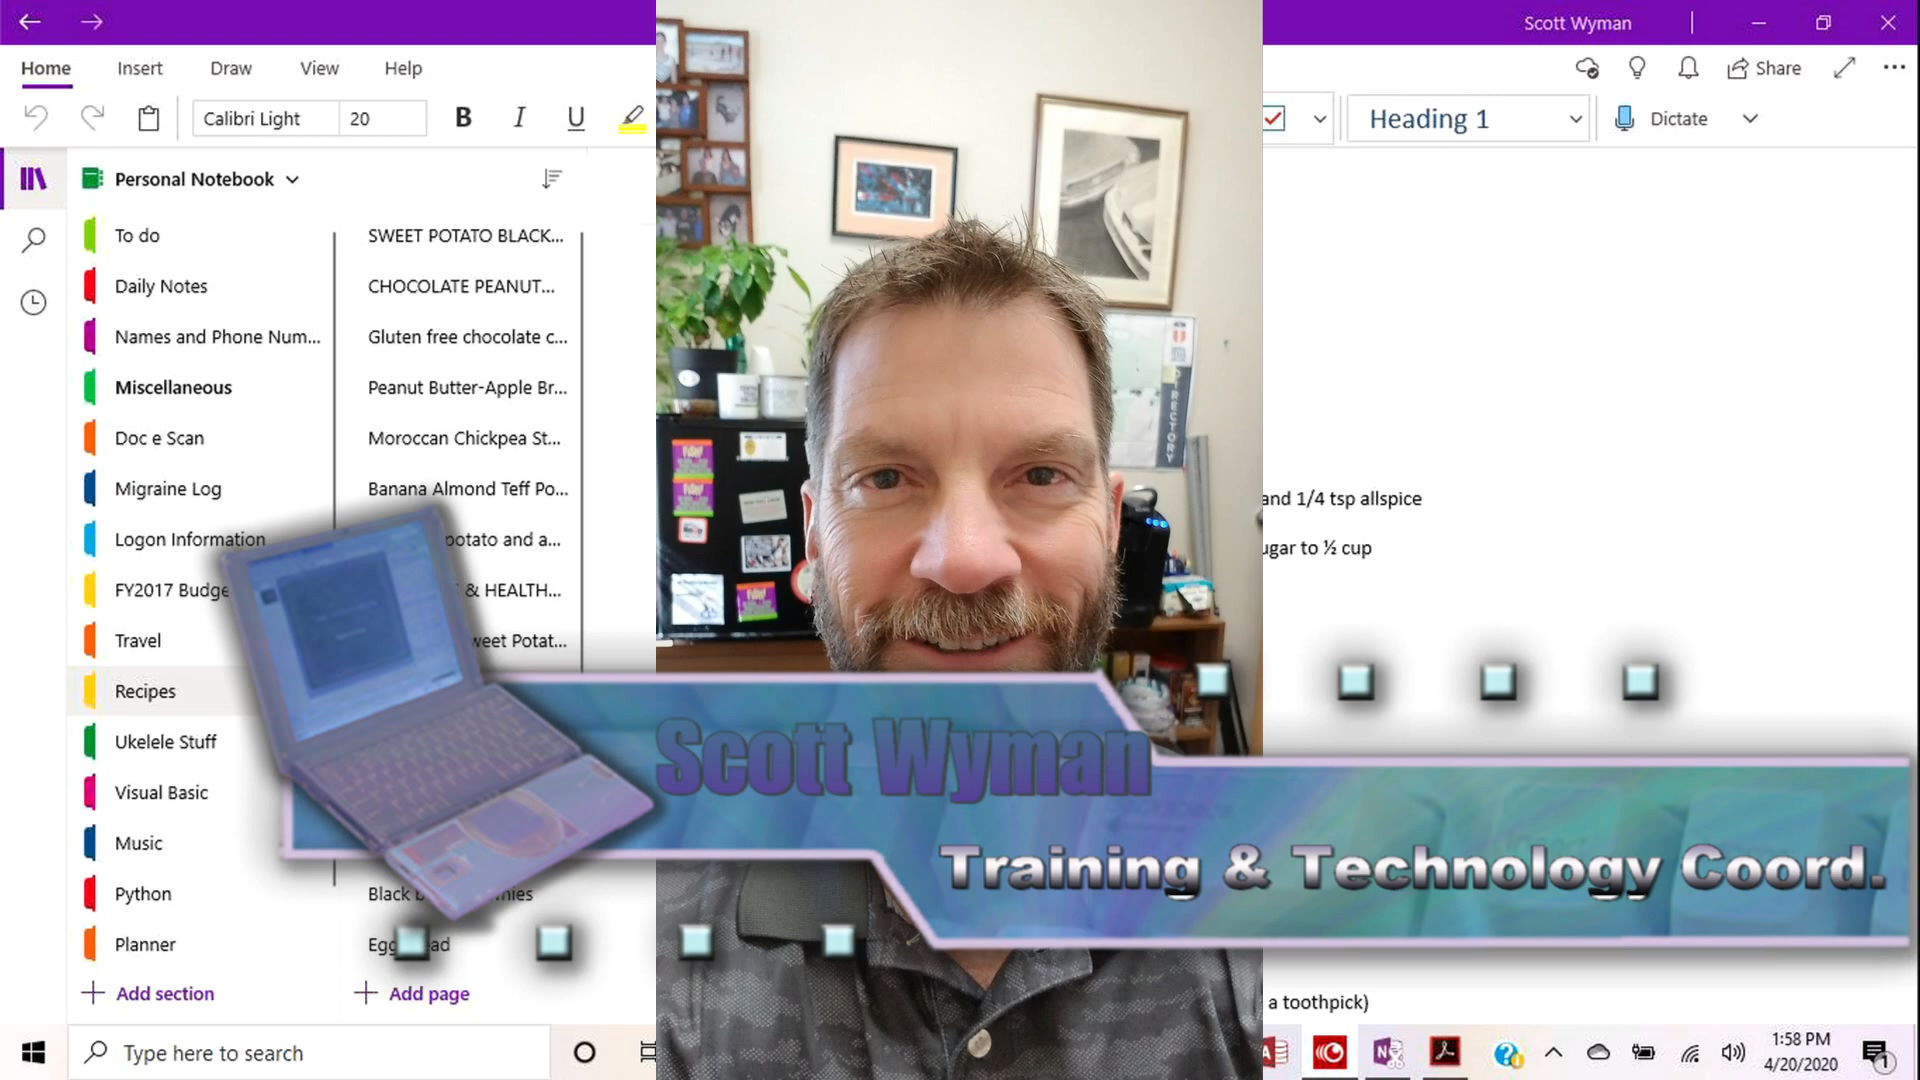 Scott Wyman
Home Insert Draw View Help
Share
Calibri Light 20 B I U
Heading 1
Dictate
Personal Notebook
To do
Daily Notes
Names and Phone Num...
Miscellaneous
Doc e Scan
Migraine Log
Logon Information
FY2017 Budge
Travel
Recipes
Ukelele Stuff
Visual Basic
Music
Python
Planner
Add section
SWEET POTATO BLACK...
CHOCOLATE PEANUT...
Gluten free chocolate c...
Peanut Butter-Apple Br...
Moroccan Chickpea St...
Banana Almond Teff Po...
potato and a...
& HEALTH...
weet Potat...
Black
Egg
Add page
DIRECTORY
and 1/4 tsp allspice
ugar to ½ cup
Scott Wyman
Training & Technology Coord.
a toothpick)
Type here to search
1:58 PM
4/20/2020
1